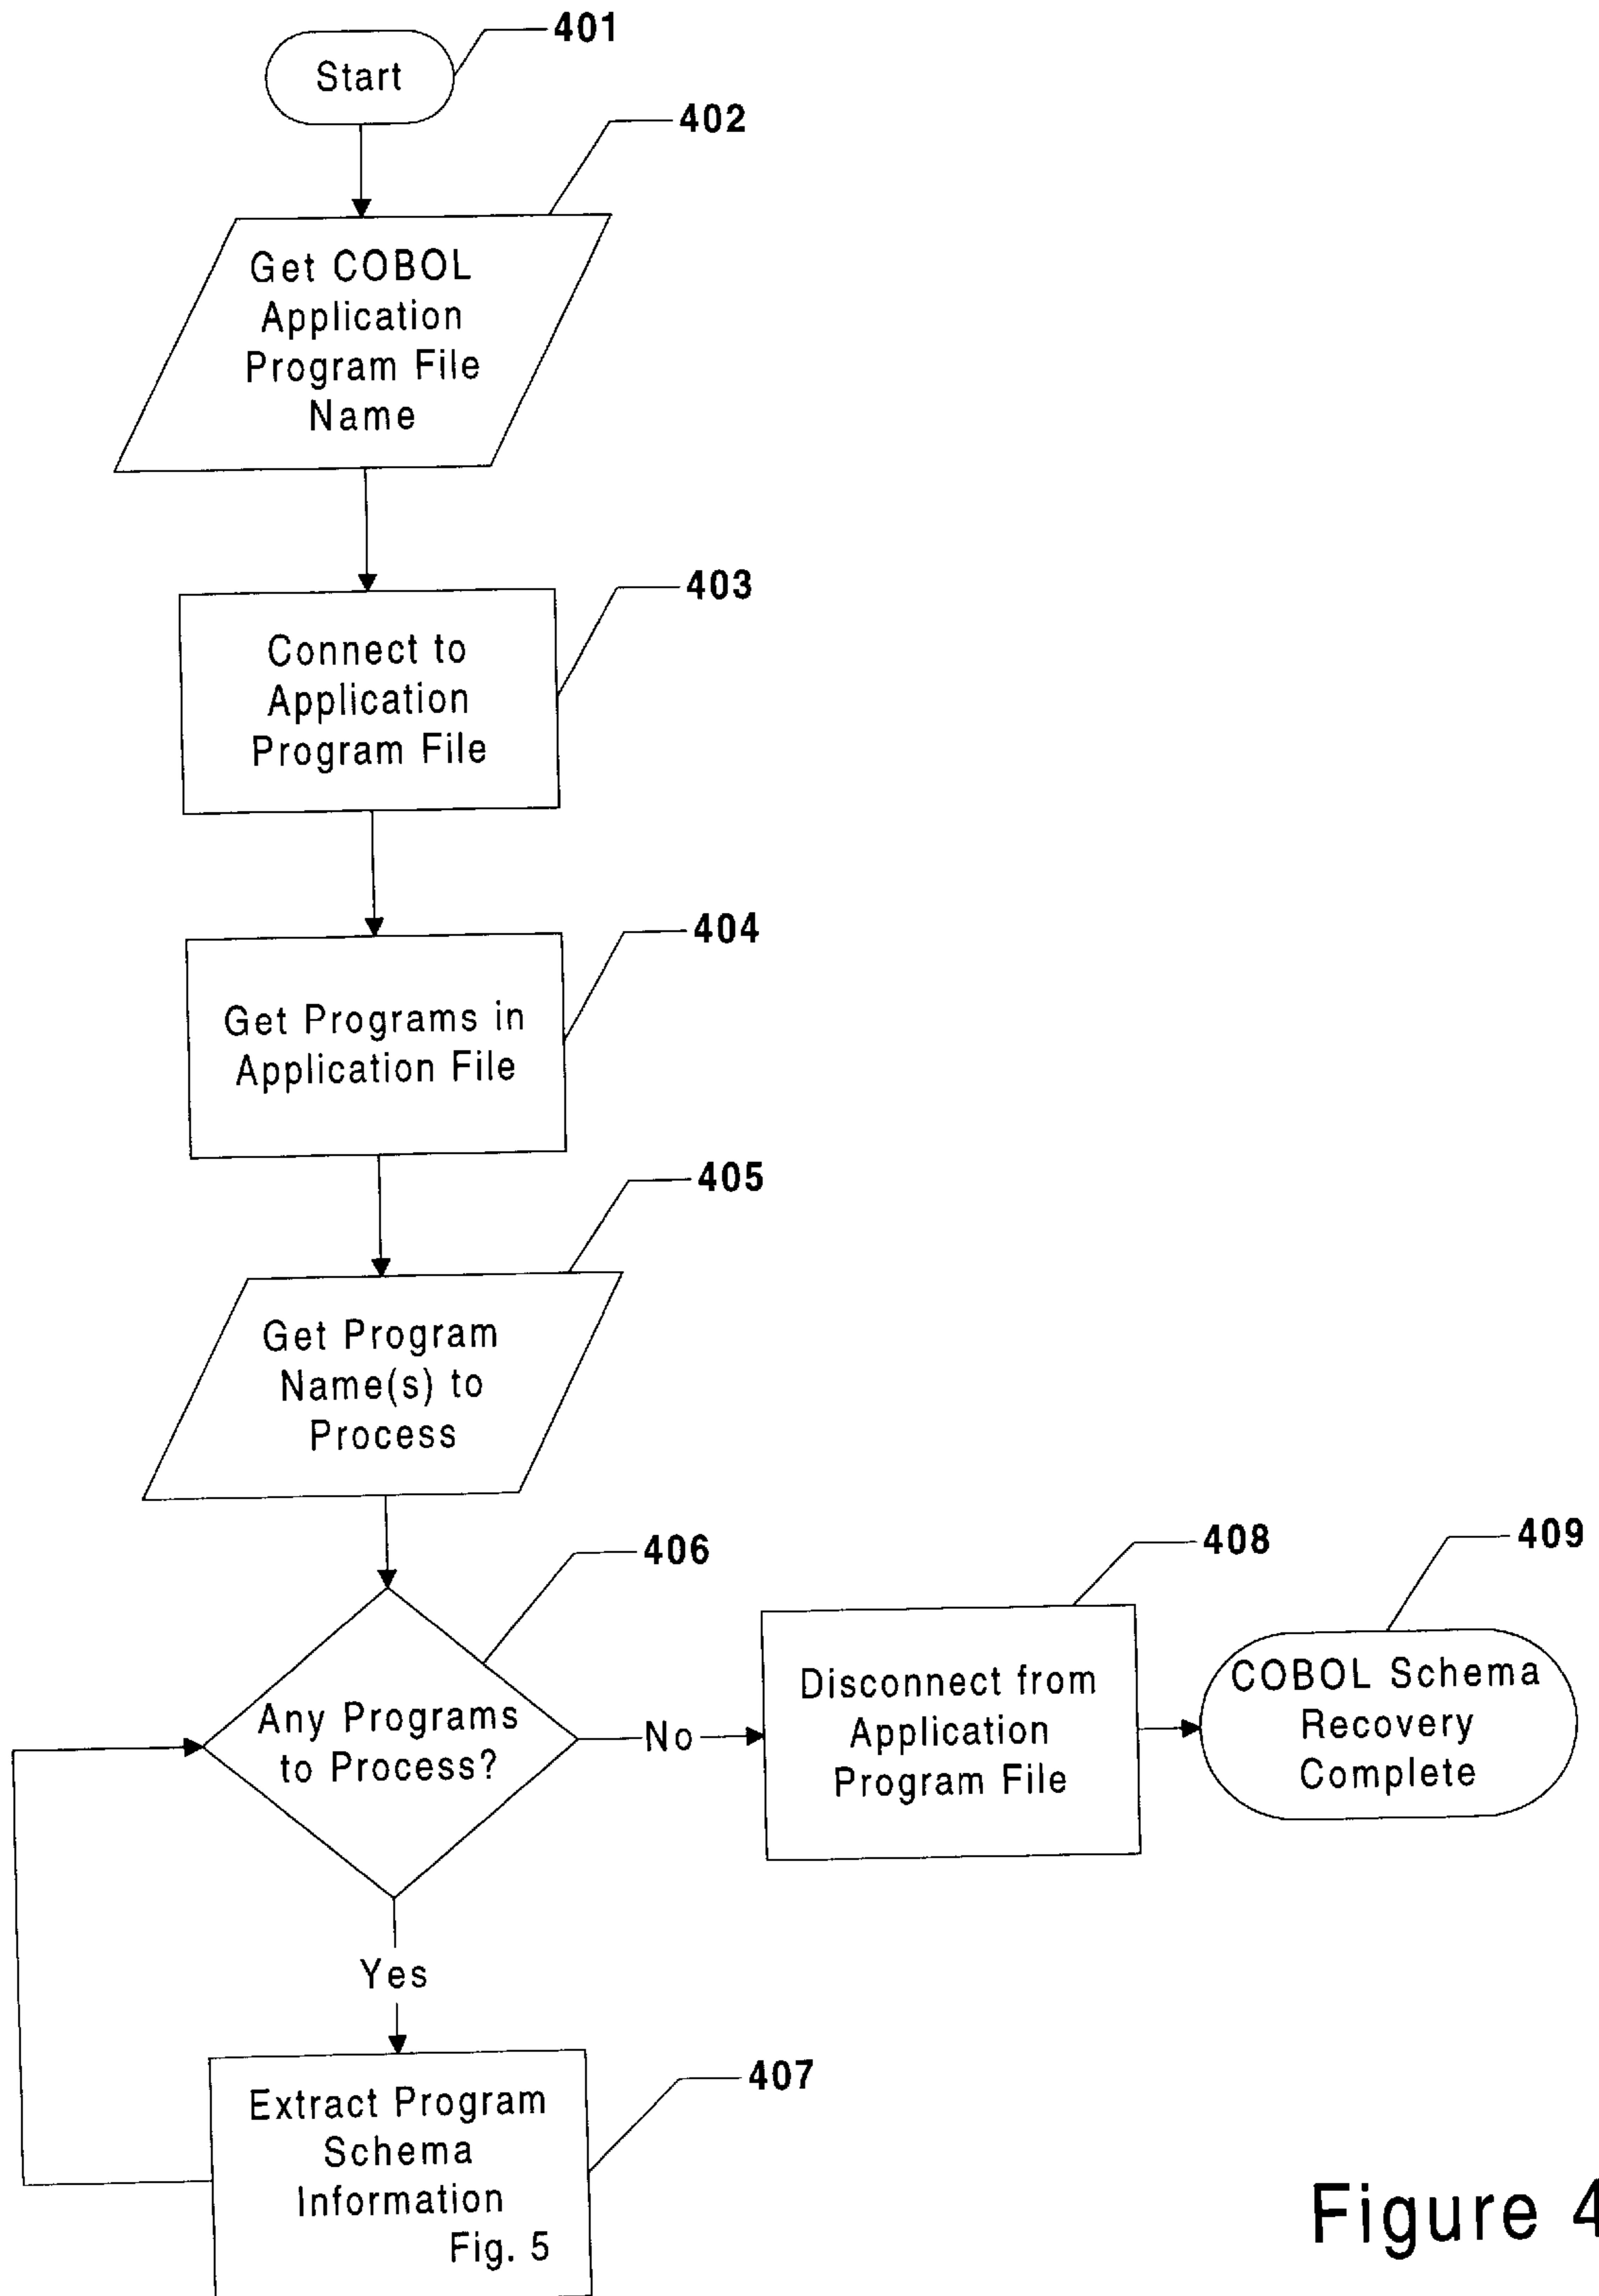 401
Start
402
Get COBOL
Application
Program File
Name
403
Connect to
Application
Program File
404
Get Programs in
Application File
405
Get Program
Name(s) to
Process
406
Any Programs
to Process?
No
408
Disconnect from
Application
Program File
409
COBOL Schema
Recovery
Complete
Yes
407
Extract Program
Schema
Information
Fig. 5
Figure 4